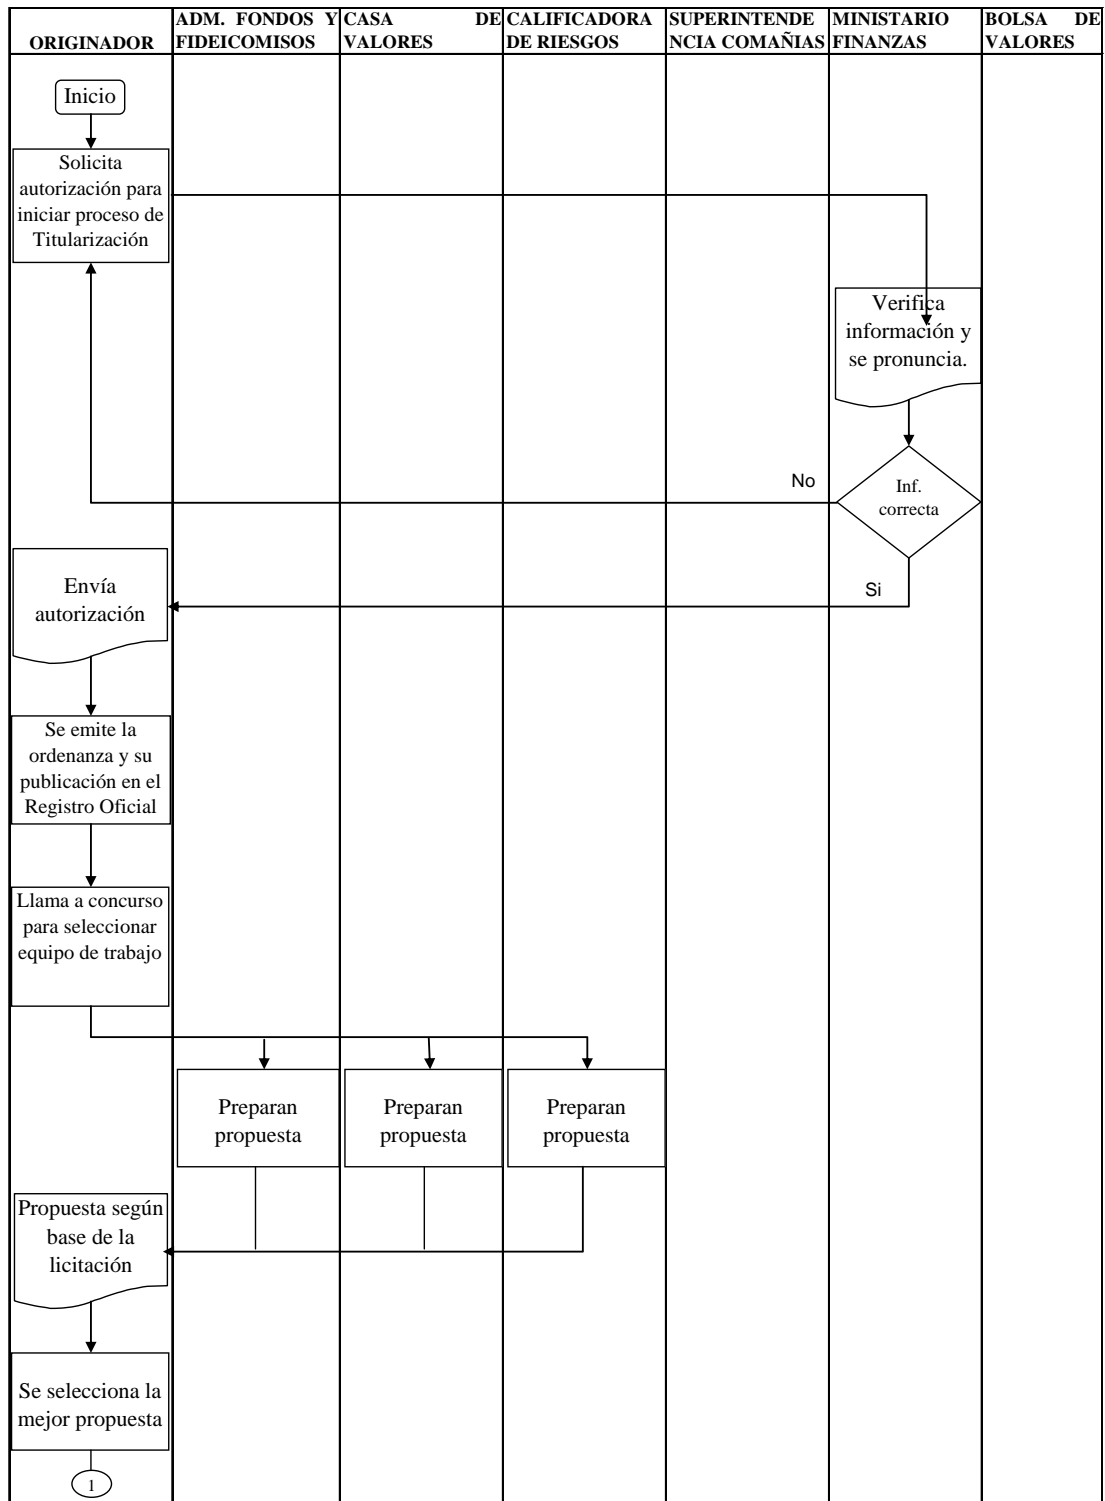 ORIGINADOR
ADM. FONDOS Y
FIDEICOMISOS
CASA DE
VALORES
CALIFICADORA
DE RIESGOS
SUPERINTENDE
NCIA COMAÑIAS
MINISTARIO
FINANZAS
BOLSA DE
VALORES
Inicio
Solicita
autorización para
iniciar proceso de
Titularización
Verifica
información y
se pronuncia.
No
Inf.
correcta
Si
Envía
autorización
Se emite la
ordenanza y su
publicación en el
Registro Oficial
Llama a concurso
para seleccionar
equipo de trabajo
Preparan
propuesta
Preparan
propuesta
Preparan
propuesta
Propuesta según
base de la
licitación
Se selecciona la
mejor propuesta
1